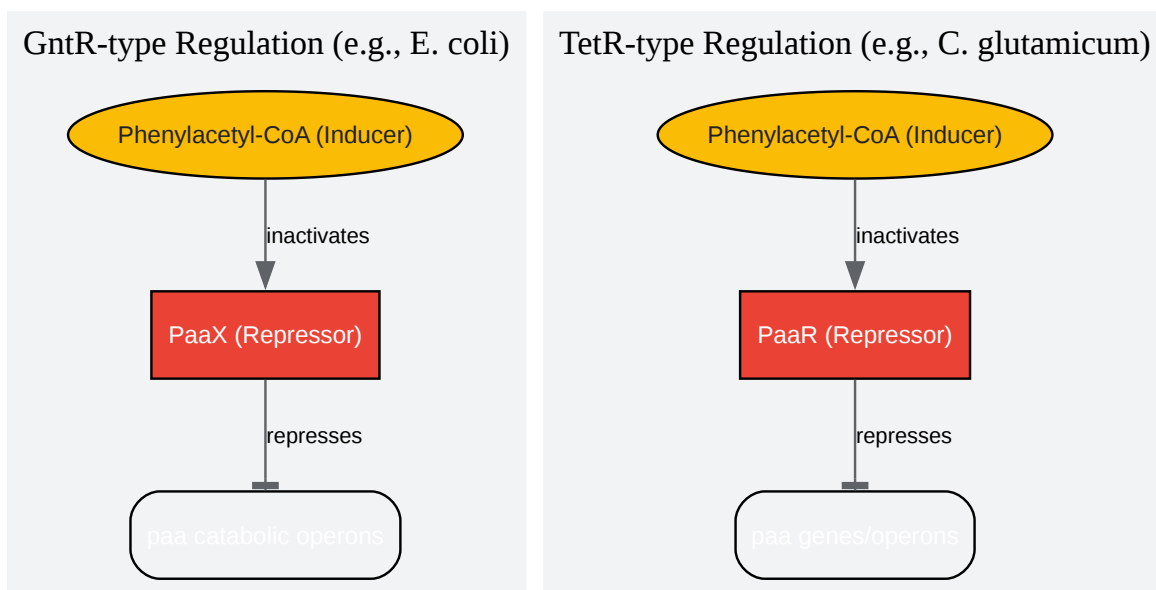 GntR-type Regulation (e.g., E. coli)
Phenylacetyl-CoA (Inducer)
inactivates
PaaX (Repressor)
represses
paa catabolic operons
TetR-type Regulation (e.g., C. glutamicum)
Phenylacetyl-CoA (Inducer)
inactivates
PaaR (Repressor)
represses
paa genes/operons